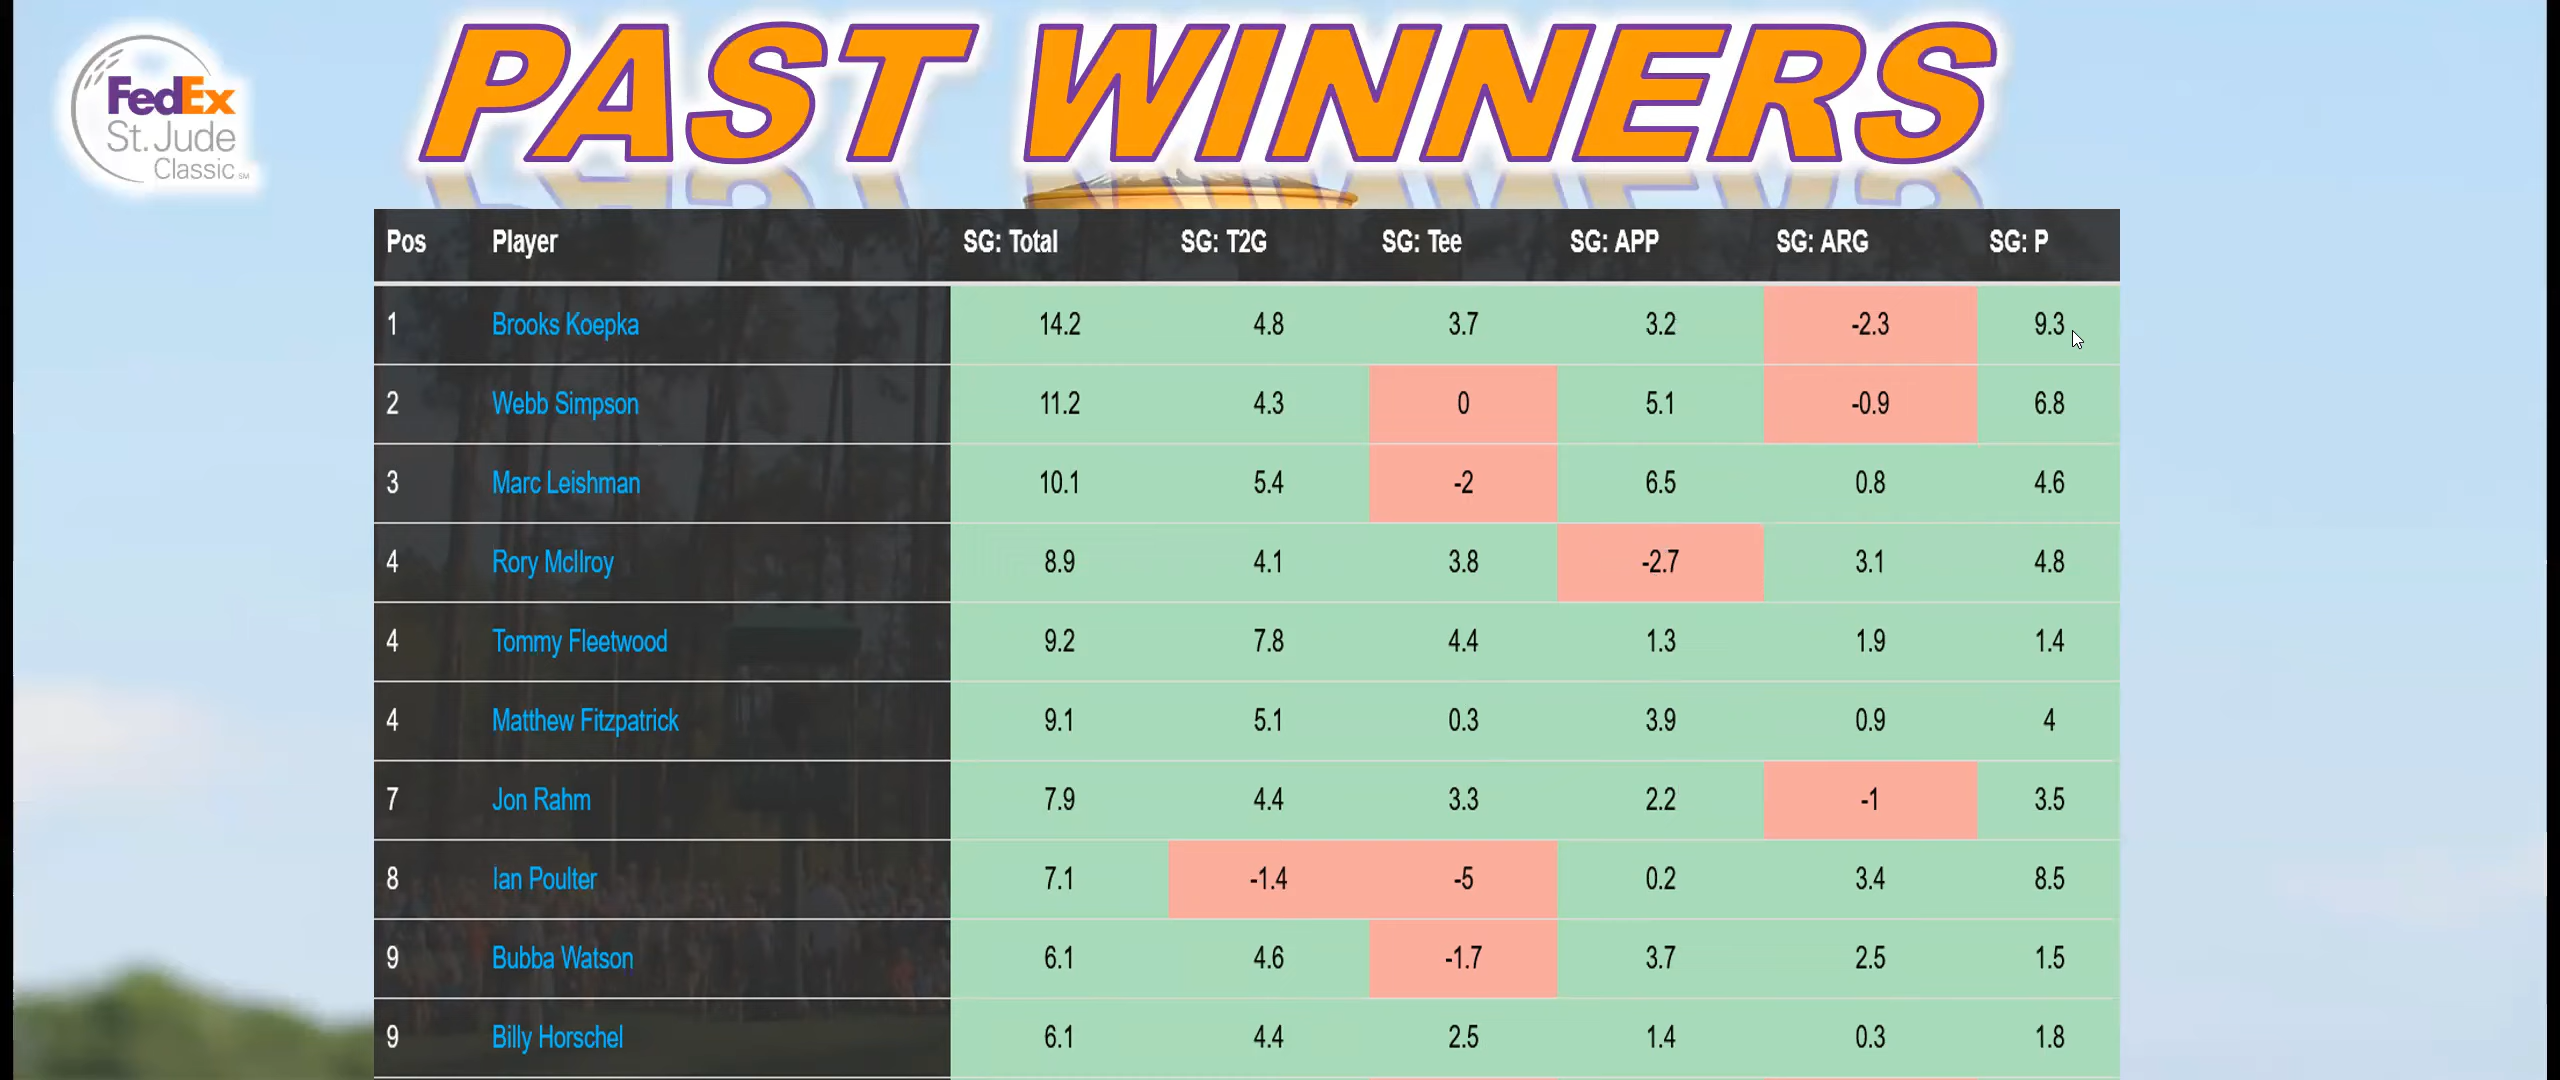 PAST WINNERS
FedEx
St. Jude
Classic SM
Pos Player SG: Total SG: T2G SG: Tee SG: APP SG: ARG SG: P
1 Brooks Koepka 14.2 4.8 3.7 3.2 -2.3 9.3
2 Webb Simpson 11.2 4.3 0 5.1 -0.9 6.8
3 Marc Leishman 10.1 5.4 -2 6.5 0.8 4.6
4 Rory McIlroy 8.9 4.1 3.8 -2.7 3.1 4.8
4 Tommy Fleetwood 9.2 7.8 4.4 1.3 1.9 1.4
4 Matthew Fitzpatrick 9.1 5.1 0.3 3.9 0.9 4
7 Jon Rahm 7.9 4.4 3.3 2.2 -1 3.5
8 Ian Poulter 7.1 -1.4 -5 0.2 3.4 8.5
9 Bubba Watson 6.1 4.6 -1.7 3.7 2.5 1.5
9 Billy Horschel 6.1 4.4 2.5 1.4 0.3 1.8